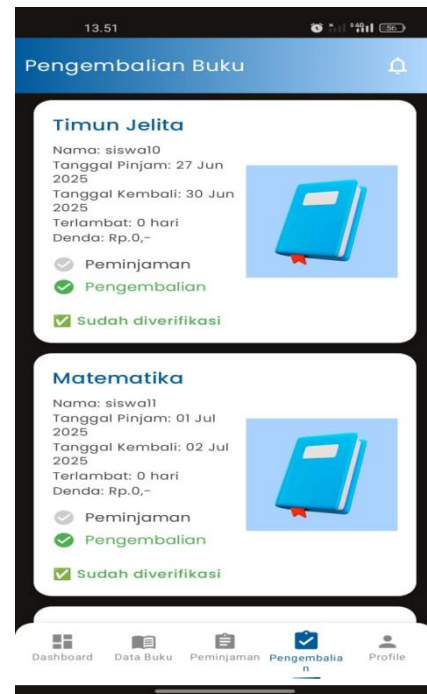 13.51
4G
56
Pengembalian Buku
Timun Jelita
Nama: siswa10
Tanggal Pinjam: 27 Jun
2025
Tanggal Kembali: 30 Jun
2025
Terlambat: 0 hari
Denda: Rp.0,-
Peminjaman
Pengembalian
Sudah diverifikasi
Matematika
Nama: siswa11
Tanggal Pinjam: 01 Jul
2025
Tanggal Kembali: 02 Jul
2025
Terlambat: 0 hari
Denda: Rp.0,-
Peminjaman
Pengembalian
Sudah diverifikasi
Dashboard Data Buku Peminjaman Pengembalia Profile
n